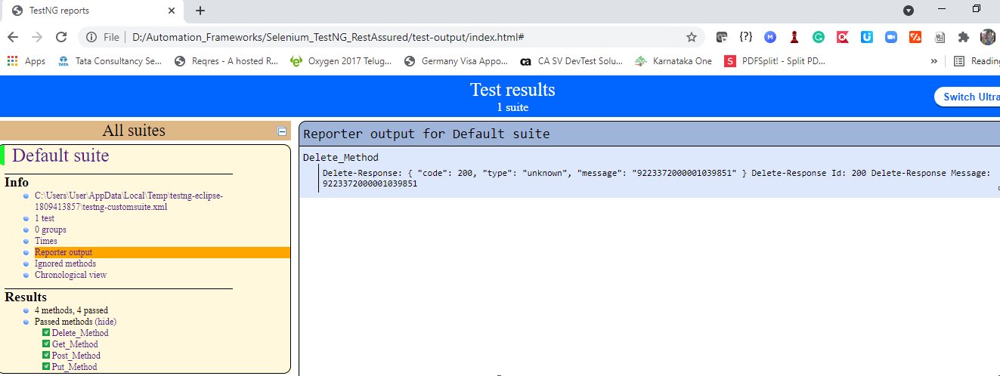 TestNG reports
File D:/Automation_Frameworks/Selenium_TestNG_RestAssured/test-output/index.html#
Apps Tata Consultancy Se... Reqres - A hosted R... Oxygen 2017 Telug... Germany Visa Appo... CA SV DevTest Solu... Karnataka One PDFSplit! - Split PD... » Reading
Test results
1 suite
Switch Ultra
All suites
Default suite
Info
C:\Users\User\AppData\Local\Temp\testng-eclipse-
1809413857\testng-customsuite.xml
1 test
0 groups
Times
Reporter output
Ignored methods
Chronological view
Results
4 methods, 4 passed
Passed methods (hide)
Delete_Method
Get_Method
Post_Method
Put_Method
Reporter output for Default suite
Delete_Method
Delete-Response: { "code": 200, "type": "unknown", "message": "9223372000001039851" } Delete-Response Id: 200 Delete-Response Message:
9223372000001039851